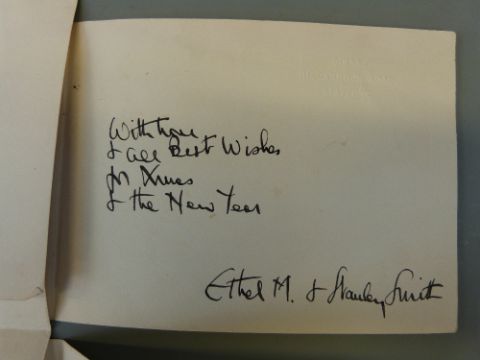 With love
& all Best Wishes
for Xmas
& the New Year
Ethel M. & Stanley Smith